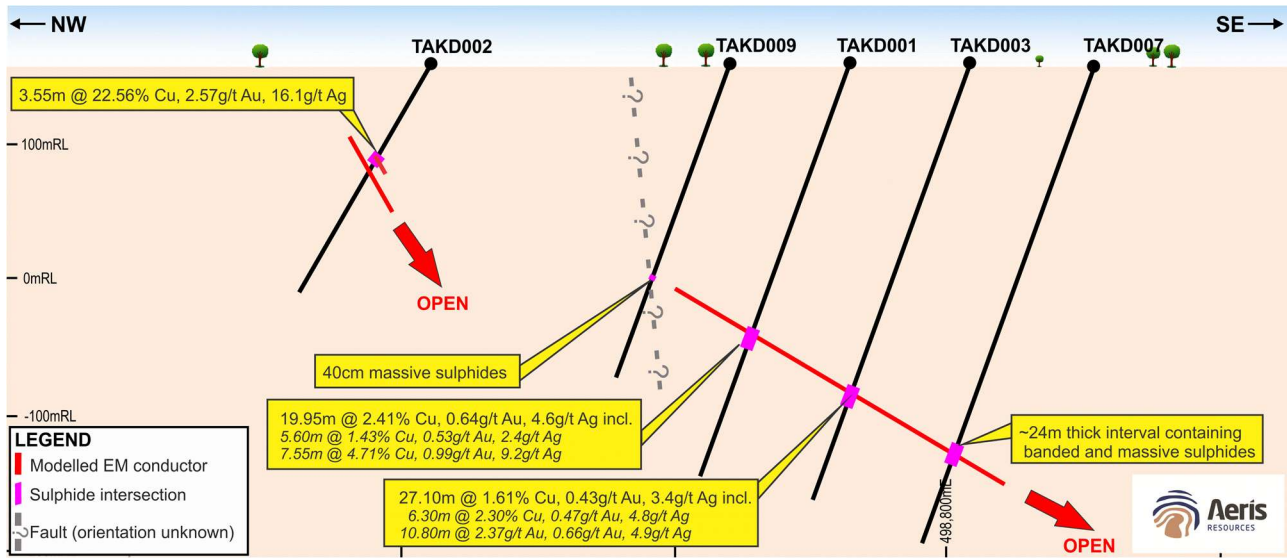 NW
SE
TAKD002
TAKD009
TAKD001
TAKD003
TAKD007
3.55m @ 22.56% Cu, 2.57g/t Au, 16.1g/t Ag
100mRL
0mRL
-100mRL
?
?
?
?
?
OPEN
40cm massive sulphides
19.95m @ 2.41% Cu, 0.64g/t Au, 4.6g/t Ag incl.
5.60m @ 1.43% Cu, 0.53g/t Au, 2.4g/t Ag
7.55m @ 4.71% Cu, 0.99g/t Au, 9.2g/t Ag
27.10m @ 1.61% Cu, 0.43g/t Au, 3.4g/t Ag incl.
6.30m @ 2.30% Cu, 0.47g/t Au, 4.8g/t Ag
10.80m @ 2.37g/t Au, 0.66g/t Au, 4.9g/t Ag
~24m thick interval containing
banded and massive sulphides
498,800mE
OPEN
LEGEND
Modelled EM conductor
Sulphide intersection
? Fault (orientation unknown)
Aeris
RESOURCES